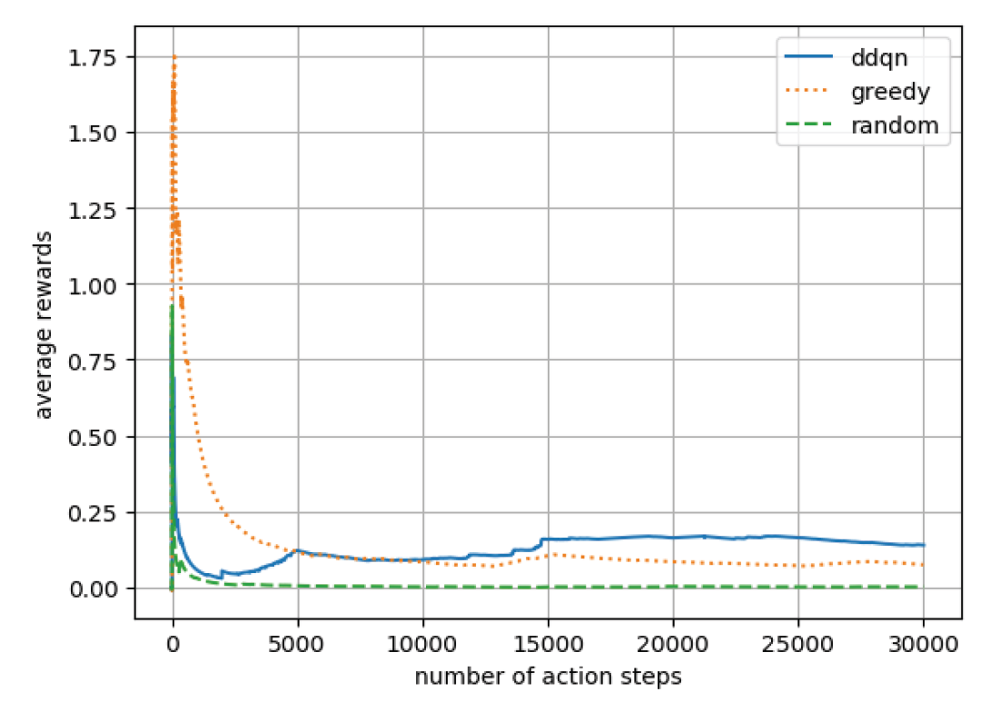 1.75
1.50
1.25
1.00
0.75
0.50
0.25
0.00
average rewards
ddqn
greedy
random
0 5000 10000 15000 20000 25000 30000
number of action steps